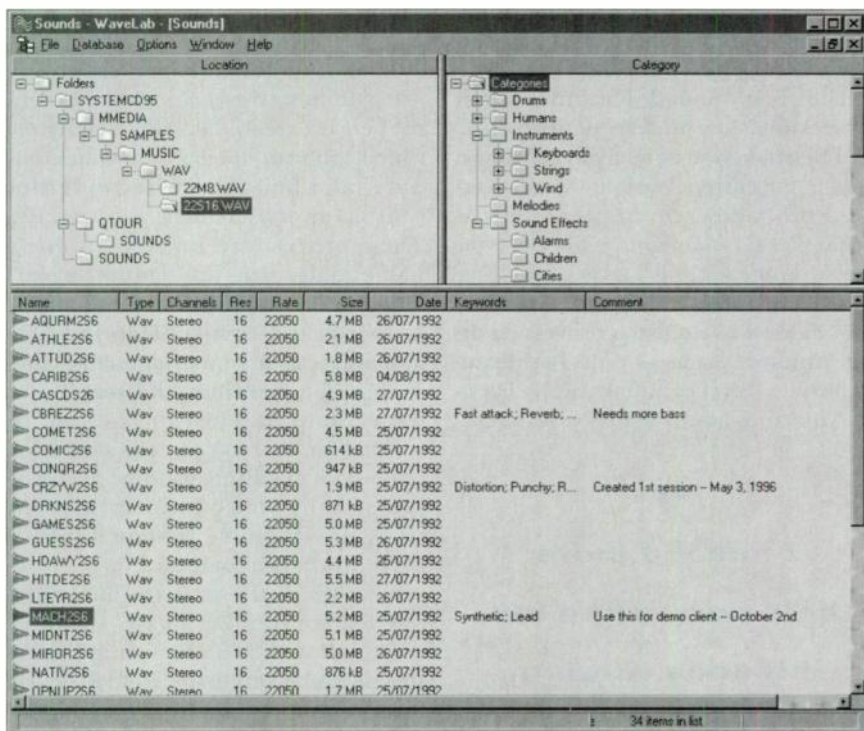 Sounds - WaveLab - [Sounds]
File Database Options Window Help
Location
Folders
SYSTEMCD95
MMEDIA
SAMPLES
MUSIC
WAV
22M8.WAV
22S16.WAV
QTOUR
SOUNDS
SOUNDS
Category
Categories
Drums
Humans
Instruments
Keyboards
Strings
Wind
Melodies
Sound Effects
Alarms
Children
Cities
Name Type Channels Res Rate Size Date Keywords Comment
AQURM2S6 Wav Stereo 16 22050 4.7 MB 26/07/1992
ATHLE2S6 Wav Stereo 16 22050 2.1 MB 26/07/1992
ATTUD2S6 Wav Stereo 16 22050 1.8 MB 26/07/1992
CARIB2S6 Wav Stereo 16 22050 5.8 MB 04/08/1992
CASCDS26 Wav Stereo 16 22050 4.9 MB 27/07/1992
CBREZ2S6 Wav Stereo 16 22050 2.3 MB 27/07/1992 Fast attack; Reverb; ... Needs more bass
COMET2S6 Wav Stereo 16 22050 4.5 MB 25/07/1992
COMIC2S6 Wav Stereo 16 22050 614 kB 25/07/1992
CONQR2S6 Wav Stereo 16 22050 947 kB 25/07/1992
CRZYW2S6 Wav Stereo 16 22050 1.9 MB 25/07/1992 Distortion; Punchy; R... Created 1st session -- May 3, 1996
DRKNS2S6 Wav Stereo 16 22050 871 kB 25/07/1992
GAMES2S6 Wav Stereo 16 22050 5.0 MB 25/07/1992
GUESS2S6 Wav Stereo 16 22050 5.3 MB 26/07/1992
HDAWY2S6 Wav Stereo 16 22050 4.4 MB 25/07/1992
HITDE2S6 Wav Stereo 16 22050 5.5 MB 27/07/1992
LTEYR2S6 Wav Stereo 16 22050 2.2 MB 26/07/1992
MACH2S6 Wav Stereo 16 22050 5.2 MB 25/07/1992 Synthetic; Lead Use this for demo client -- October 2nd
MIDNT2S6 Wav Stereo 16 22050 5.1 MB 25/07/1992
MIROR2S6 Wav Stereo 16 22050 5.0 MB 26/07/1992
NATIV2S6 Wav Stereo 16 22050 876 kB 25/07/1992
OPNUP2S6 Wav Stereo 16 22050 1.7 MB 25/07/1992
34 items in list